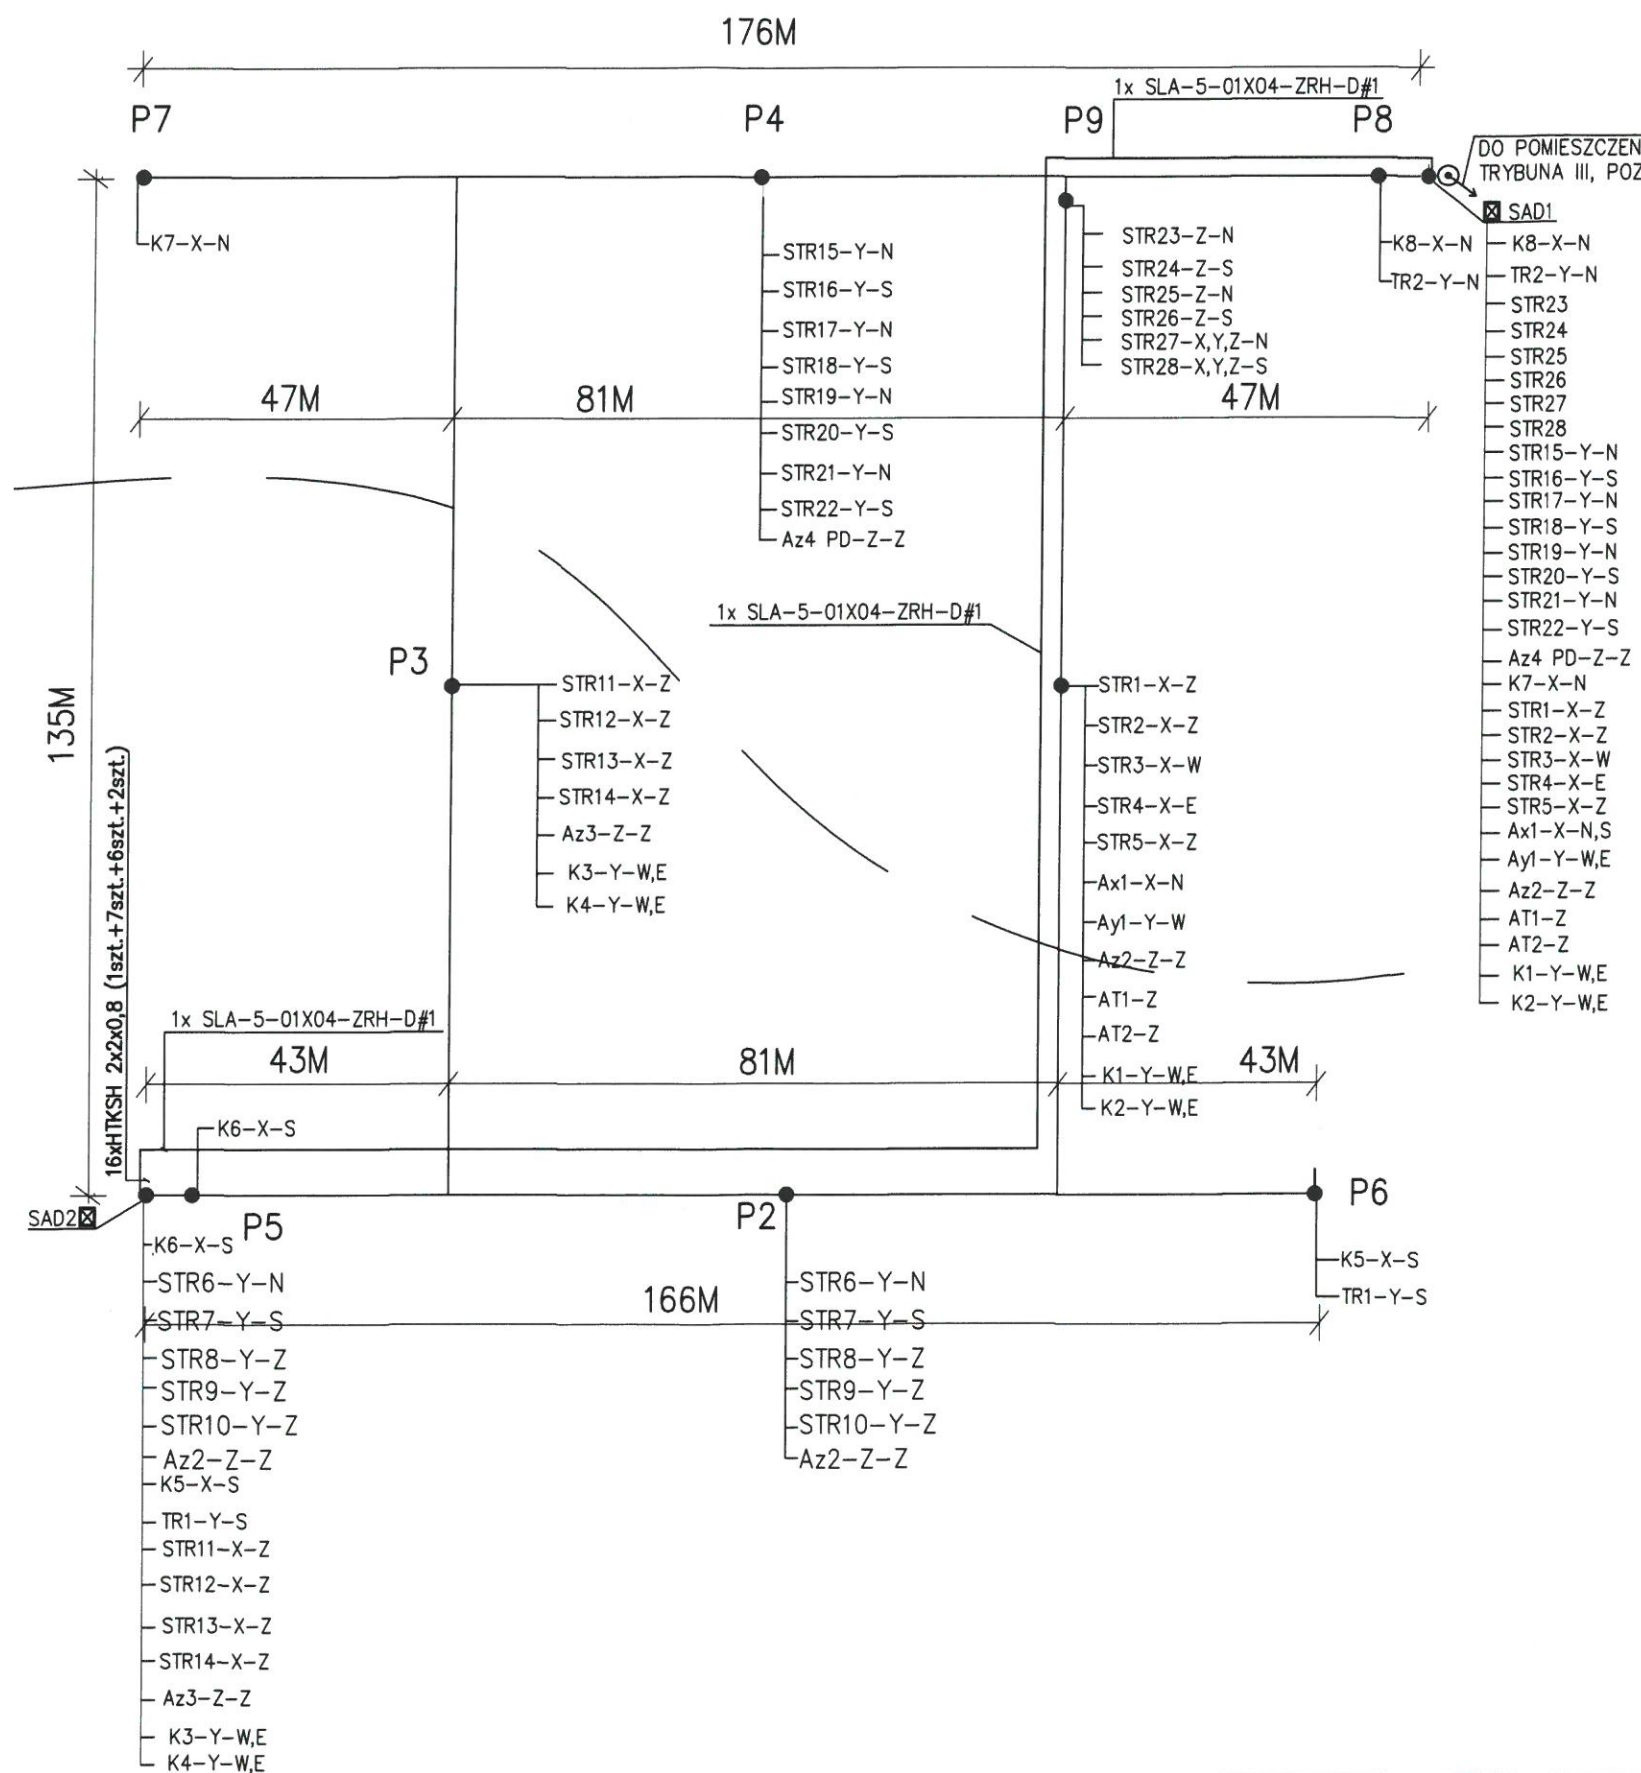 176M
1x SLA-5-01X04-ZRH-D#1
P7
P4
P9
P8
DO POMIESZCZEN
TRYBUNA III, POZ
SAD1
K7-X-N
STR15-Y-N
STR16-Y-S
STR17-Y-N
STR18-Y-S
STR19-Y-N
STR20-Y-S
STR21-Y-N
STR22-Y-S
Az4 PD-Z-Z
STR23-Z-N
STR24-Z-S
STR25-Z-N
STR26-Z-S
STR27-X,Y,Z-N
STR28-X,Y,Z-S
K8-X-N
TR2-Y-N
K8-X-N
TR2-Y-N
STR23
STR24
STR25
STR26
STR27
STR28
STR15-Y-N
STR16-Y-S
STR17-Y-N
STR18-Y-S
STR19-Y-N
STR20-Y-S
STR21-Y-N
STR22-Y-S
Az4 PD-Z-Z
K7-X-N
STR1-X-Z
STR2-X-Z
STR3-X-W
STR4-X-E
STR5-X-Z
Ax1-X-N,S
Ay1-Y-W,E
Az2-Z-Z
AT1-Z
AT2-Z
K1-Y-W,E
K2-Y-W,E
47M
81M
47M
1x SLA-5-01X04-ZRH-D#1
P3
STR11-X-Z
STR12-X-Z
STR13-X-Z
STR14-X-Z
Az3-Z-Z
K3-Y-W,E
K4-Y-W,E
STR1-X-Z
STR2-X-Z
STR3-X-W
STR4-X-E
STR5-X-Z
Ax1-X-N
Ay1-Y-W
Az2-Z-Z
AT1-Z
AT2-Z
K1-Y-W,E
K2-Y-W,E
135M
16xHTKSH 2x2x0,8 (1szt.+7szt.+6szt.+2szt.)
1x SLA-5-01X04-ZRH-D#1
43M
81M
43M
K6-X-S
SAD2
P5
P2
P6
K6-X-S
STR6-Y-N
STR7-Y-S
STR8-Y-Z
STR9-Y-Z
STR10-Y-Z
Az2-Z-Z
K5-X-S
TR1-Y-S
STR11-X-Z
STR12-X-Z
STR13-X-Z
STR14-X-Z
Az3-Z-Z
K3-Y-W,E
K4-Y-W,E
166M
STR6-Y-N
STR7-Y-S
STR8-Y-Z
STR9-Y-Z
STR10-Y-Z
Az2-Z-Z
K5-X-S
TR1-Y-S